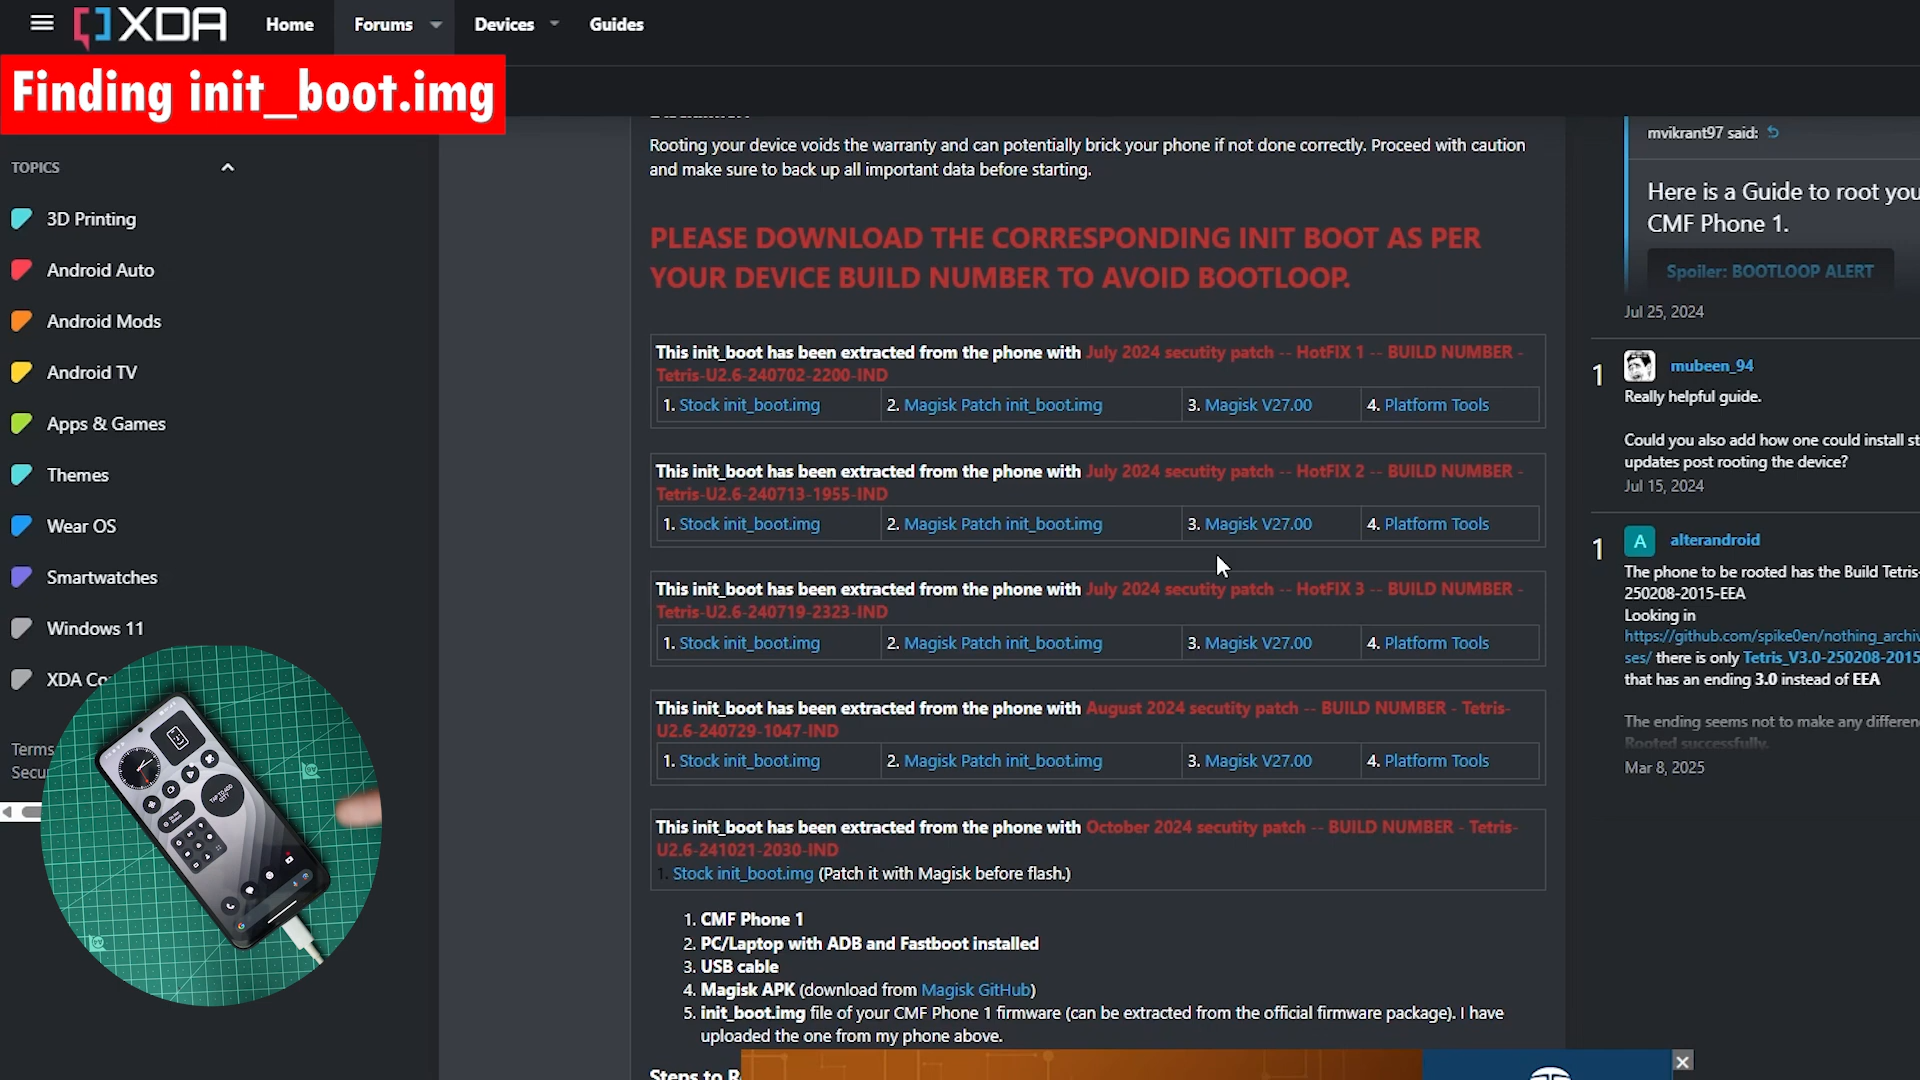 XDA
Home
Forums
Devices
Guides
Finding init_boot.img
TOPICS
3D Printing
Android Auto
Android Mods
Android TV
Apps & Games
Themes
Wear OS
Smartwatches
Windows 11
XDA Co
Terms
Secu
Rooting your device voids the warranty and can potentially brick your phone if not done correctly. Proceed with caution
and make sure to back up all important data before starting.
PLEASE DOWNLOAD THE CORRESPONDING INIT BOOT AS PER
YOUR DEVICE BUILD NUMBER TO AVOID BOOTLOOP.
This init_boot has been extracted from the phone with July 2024 secutity patch -- HotFIX 1 -- BUILD NUMBER -
Tetris-U2.6-240702-2200-IND
1. Stock init_boot.img 2. Magisk Patch init_boot.img 3. Magisk V27.00 4. Platform Tools
This init_boot has been extracted from the phone with July 2024 secutity patch -- HotFIX 2 -- BUILD NUMBER -
Tetris-U2.6-240713-1955-IND
1. Stock init_boot.img 2. Magisk Patch init_boot.img 3. Magisk V27.00 4. Platform Tools
This init_boot has been extracted from the phone with July 2024 secutity patch -- HotFIX 3 -- BUILD NUMBER -
Tetris-U2.6-240719-2323-IND
1. Stock init_boot.img 2. Magisk Patch init_boot.img 3. Magisk V27.00 4. Platform Tools
This init_boot has been extracted from the phone with August 2024 secutity patch -- BUILD NUMBER - Tetris-
U2.6-240729-1047-IND
1. Stock init_boot.img 2. Magisk Patch init_boot.img 3. Magisk V27.00 4. Platform Tools
This init_boot has been extracted from the phone with October 2024 secutity patch -- BUILD NUMBER - Tetris-
U2.6-241021-2030-IND
1. Stock init_boot.img (Patch it with Magisk before flash.)
1. CMF Phone 1
2. PC/Laptop with ADB and Fastboot installed
3. USB cable
4. Magisk APK (download from Magisk GitHub)
5. init_boot.img file of your CMF Phone 1 firmware (can be extracted from the official firmware package). I have
uploaded the one from my phone above.
Steps to R
mvikrant97 said:
Here is a Guide to root you
CMF Phone 1.
Spoiler: BOOTLOOP ALERT
Jul 25, 2024
1
mubeen_94
Really helpful guide.
Could you also add how one could install st
updates post rooting the device?
Jul 15, 2024
1
A
alterandroid
The phone to be rooted has the Build Tetris-
250208-2015-EEA
Looking in
https://github.com/spike0en/nothing_archiv
ses/ there is only Tetris_V3.0-250208-2015
that has an ending 3.0 instead of EEA
The ending seems not to make any differen
Rooted successfully.
Mar 8, 2025